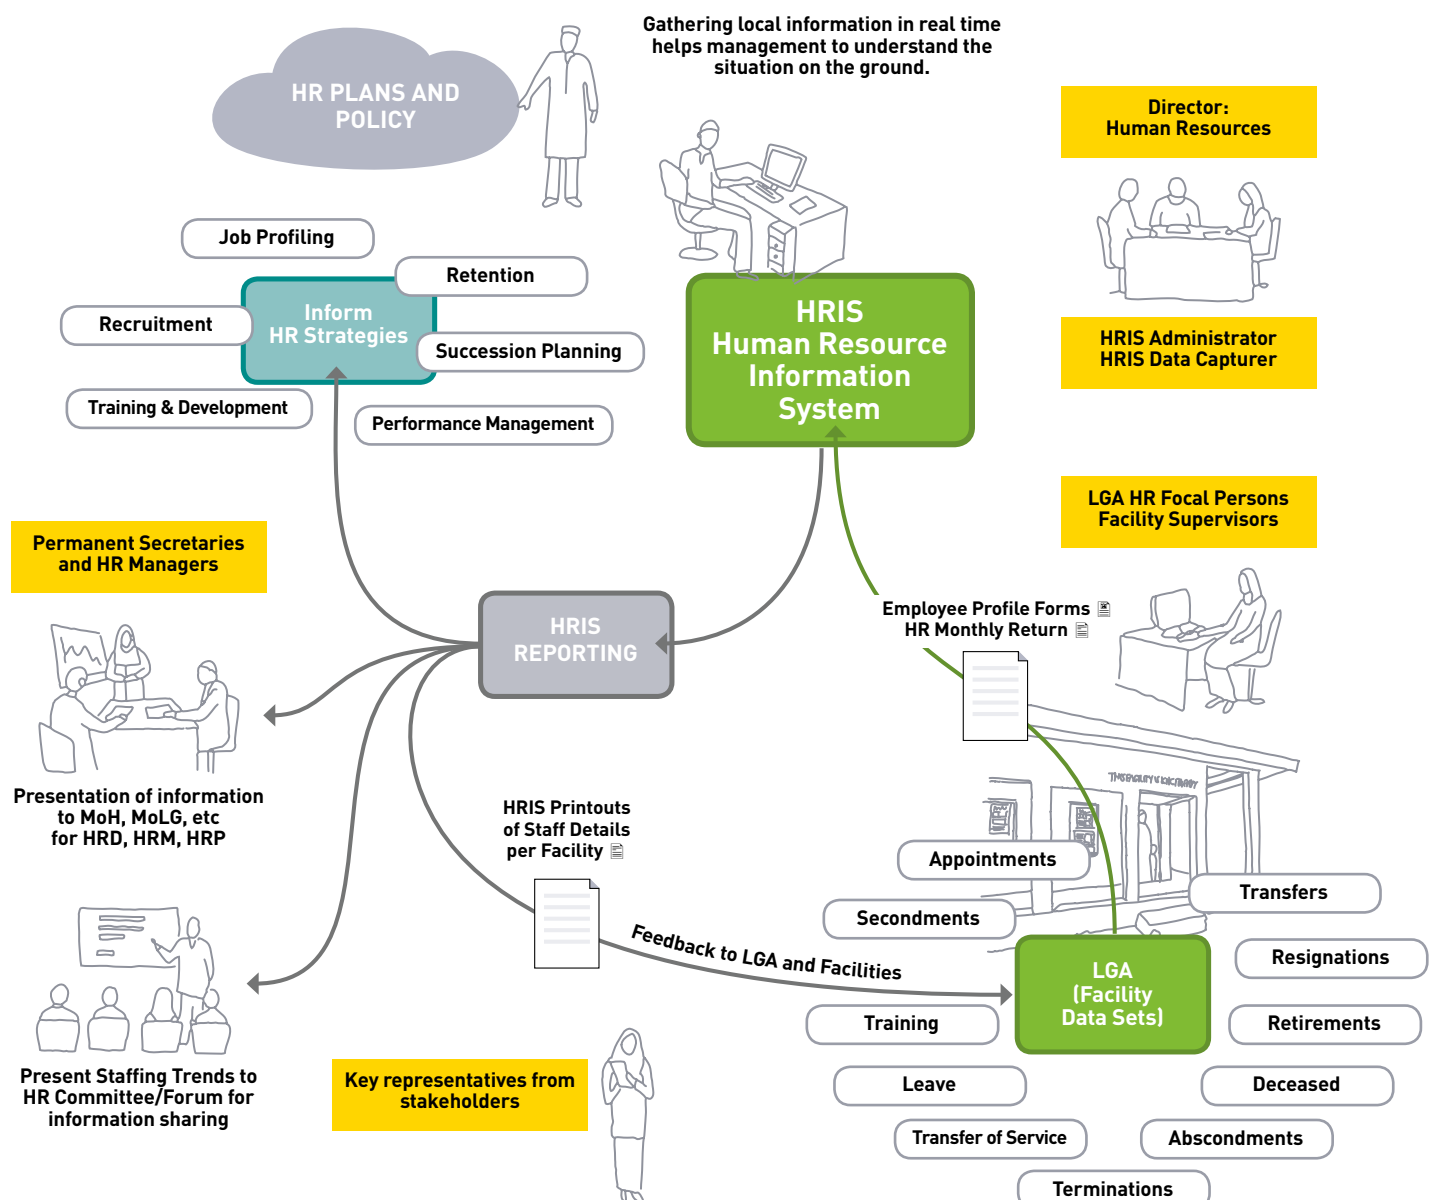 Gathering local information in real time
helps management to understand the
situation on the ground.
HR PLANS AND
POLICY
Director:
Human Resources
Job Profiling
Retention
Inform
HR Strategies
Recruitment
Succession Planning
Training & Development
Performance Management
HRIS
Human Resource
Information
System
HRIS Administrator
HRIS Data Capturer
LGA HR Focal Persons
Facility Supervisors
Permanent Secretaries
and HR Managers
HRIS
REPORTING
Employee Profile Forms
HR Monthly Return
Presentation of information
to MoH, MoLG, etc
for HRD, HRM, HRP
HRIS Printouts
of Staff Details
per Facility
Feedback to LGA and Facilities
Appointments
Transfers
Secondments
Resignations
LGA
(Facility
Data Sets)
Training
Retirements
Leave
Deceased
Transfer of Service
Abscondments
Terminations
Present Staffing Trends to
HR Committee/Forum for
information sharing
Key representatives from
stakeholders